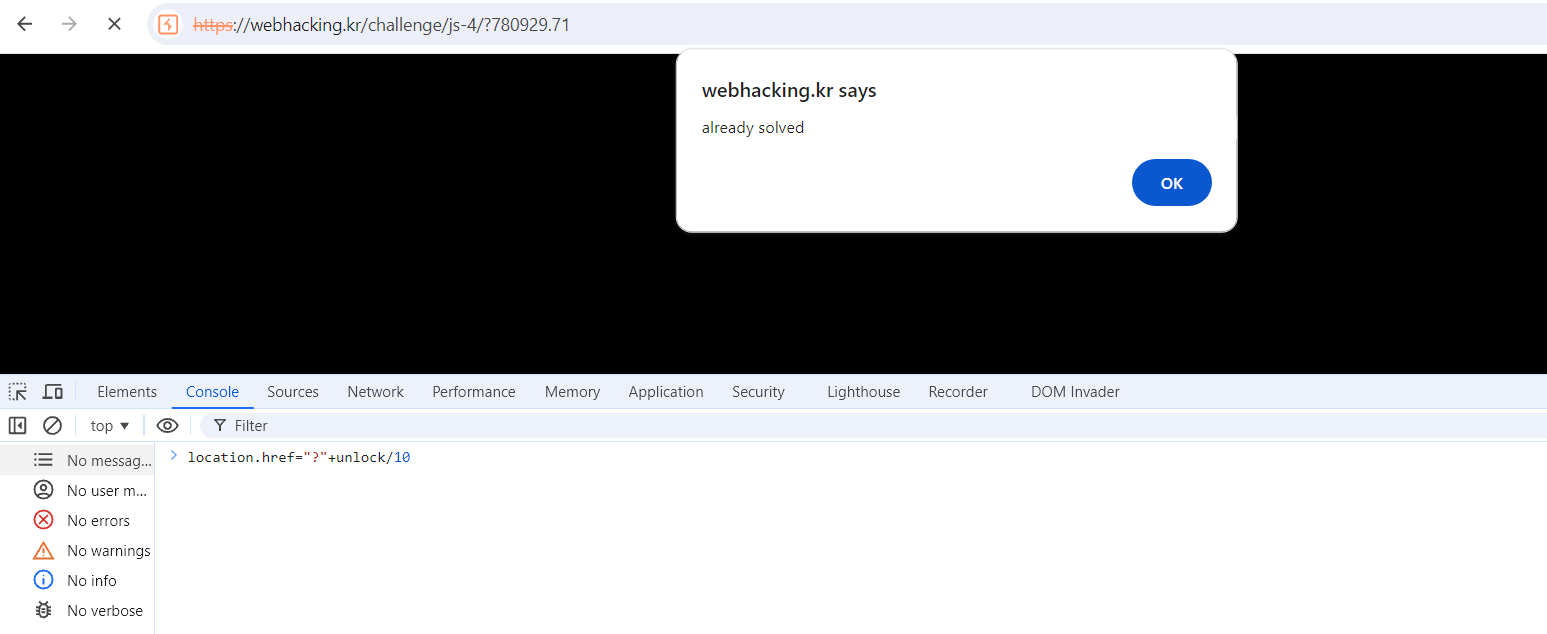 https://webhacking.kr/challenge/js-4/?780929.71
webhacking.kr says
already solved
OK
Elements Console Sources Network Performance Memory Application Security Lighthouse Recorder DOM Invader
top ▼ Filter
No messag...
> location.href="?"+unlock/10
No user m...
No errors
No warnings
No info
No verbose